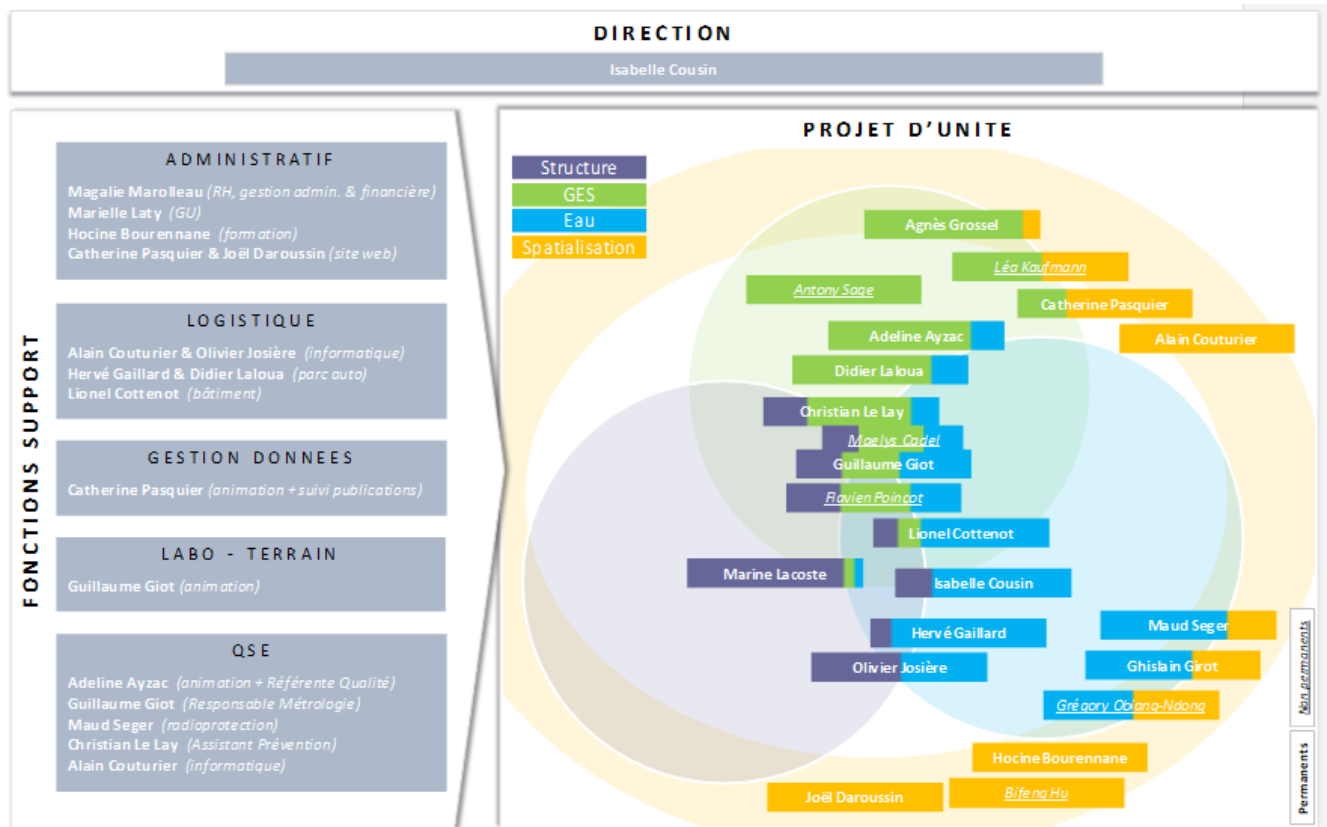 DIRECTION
Isabelle Cousin
FONCTIONS SUPPORT
ADMINISTRATIF
Magalie Marolleau (RH, gestion admin. & financière)
Marielle Laty (GU)
Hocine Bourennane (formation)
Catherine Pasquier & Joël Daroussin (site web)
LOGISTIQUE
Alain Couturier & Olivier Josière (informatique)
Hervé Gaillard & Didier Laloua (parc auto)
Lionel Cottenot (bâtiment)
GESTION DONNEES
Catherine Pasquier (animation + suivi publications)
LABO - TERRAIN
Guillaume Giot (animation)
QSE
Adeline Ayzac (animation + Référente Qualité)
Guillaume Giot (Responsable Métrologie)
Maud Seger (radioprotection)
Christian Le Lay (Assistant Prévention)
Alain Couturier (informatique)
PROJET D'UNITE
Structure
GES
Eau
Spatialisation
Agnès Grossel
Léa Kaufmann
Antony Sage
Catherine Pasquier
Adeline Ayzac
Alain Couturier
Didier Laloua
Christian Le Lay
Maelys Cadel
Guillaume Giot
Flavien Poinçot
Lionel Cottenot
Marine Lacoste
Isabelle Cousin
Hervé Gaillard
Maud Seger
Olivier Josière
Ghislain Girot
Grégory Obiang-Ndong
Hocine Bourennane
Joël Daroussin
Bifeng Hu
Non permanents
Permanents